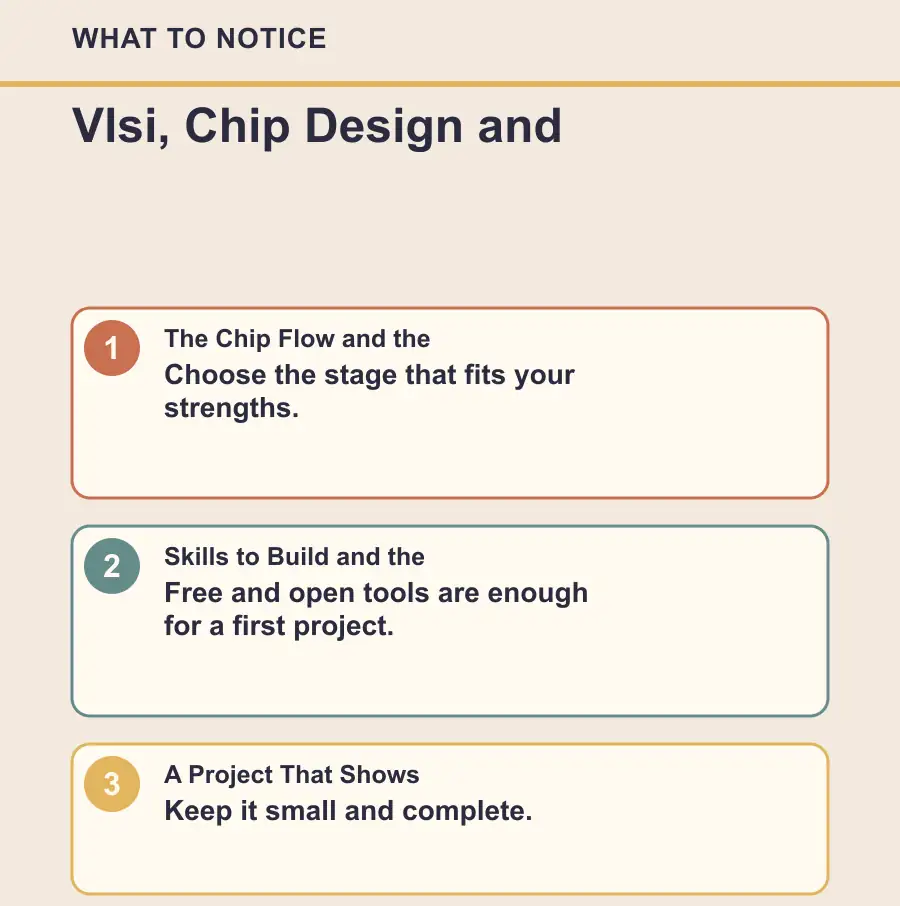 WHAT TO NOTICE
Vlsi, Chip Design and
1
The Chip Flow and the
Choose the stage that fits your
strengths.
2
Skills to Build and the
Free and open tools are enough
for a first project.
3
A Project That Shows
Keep it small and complete.